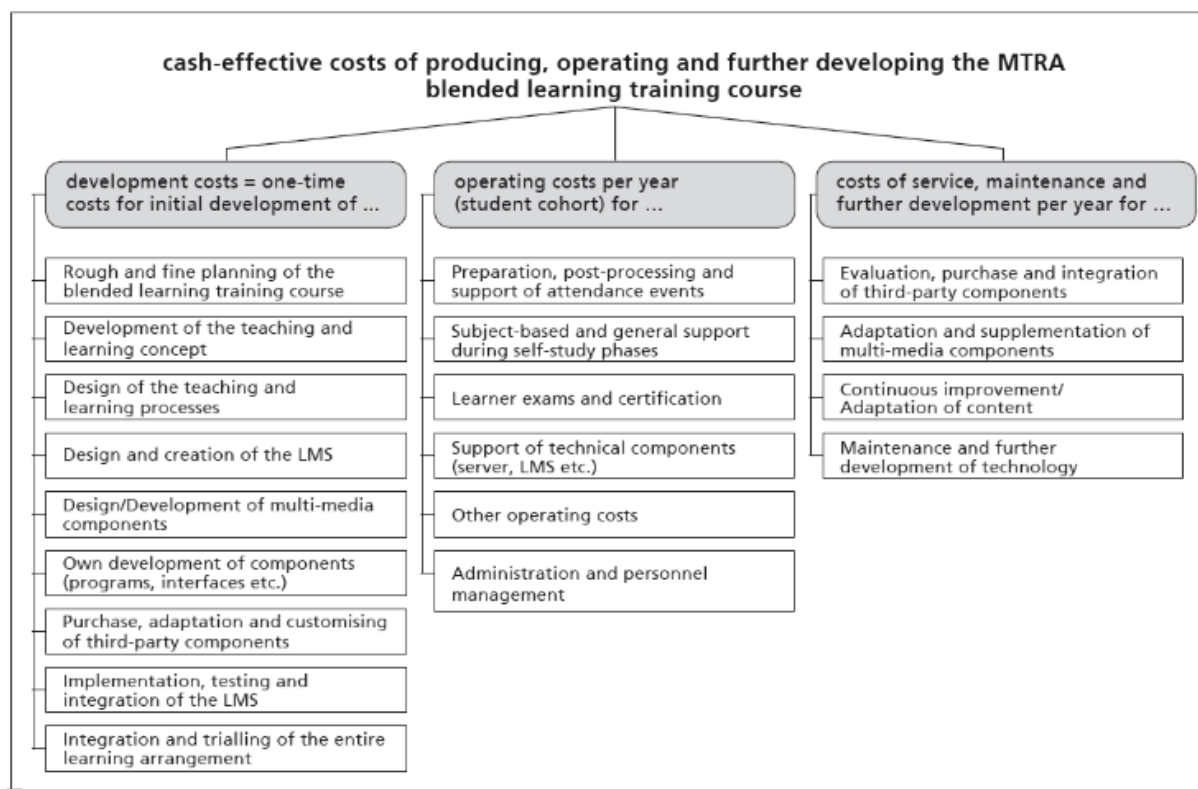 cash-effective costs of producing, operating and further developing the MTRA
blended learning training course
development costs = one-time
costs for initial development of ...
Rough and fine planning of the
blended learning training course
Development of the teaching and
learning concept
Design of the teaching and
learning processes
Design and creation of the LMS
Design/Development of multi-media
components
Own development of components
(programs, interfaces etc.)
Purchase, adaptation and customising
of third-party components
Implementation, testing and
integration of the LMS
Integration and trialling of the entire
learning arrangement
operating costs per year
(student cohort) for ...
Preparation, post-processing and
support of attendance events
Subject-based and general support
during self-study phases
Learner exams and certification
Support of technical components
(server, LMS etc.)
Other operating costs
Administration and personnel
management
costs of service, maintenance and
further development per year for ...
Evaluation, purchase and integration
of third-party components
Adaptation and supplementation of
multi-media components
Continuous improvement/
Adaptation of content
Maintenance and further
development of technology